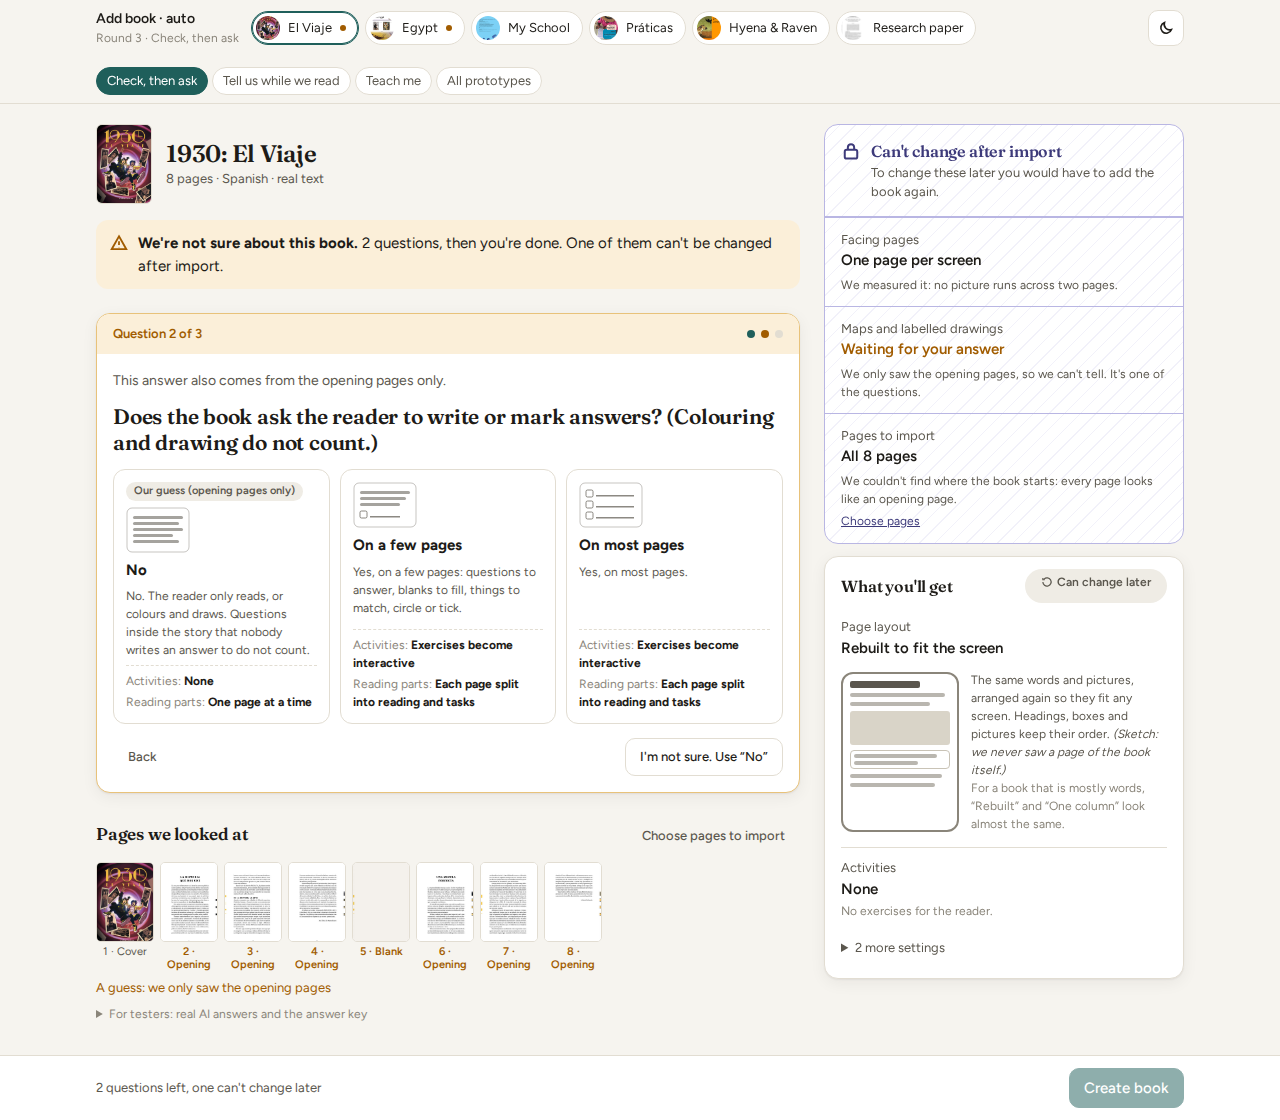 Add book · auto
Round 3 · Check, then ask
El Viaje
Egypt
My School
Práticas
Hyena & Raven
Research paper
Check, then ask
Tell us while we read
Teach me
All prototypes
1930
1930: El Viaje
8 pages · Spanish · real text
We're not sure about this book. 2 questions, then you're done. One of them can't be changed
after import.
Question 2 of 3
This answer also comes from the opening pages only.
Does the book ask the reader to write or mark answers? (Colouring
and drawing do not count.)
Our guess (opening pages only)
No
No. The reader only reads, or
colours and draws. Questions
inside the story that nobody
writes an answer to do not count.
Activities: None
Reading parts: One page at a time
On a few pages
Yes, on a few pages: questions to
answer, blanks to fill, things to
match, circle or tick.
Activities: Exercises become
interactive
Reading parts: Each page split
into reading and tasks
On most pages
Yes, on most pages.
Activities: Exercises become
interactive
Reading parts: Each page split
into reading and tasks
Back
I'm not sure. Use “No”
Pages we looked at
Choose pages to import
1930
1 · Cover
2 ·
Opening
3 ·
Opening
4 ·
Opening
5 · Blank
6 ·
Opening
7 ·
Opening
8 ·
Opening
A guess: we only saw the opening pages
For testers: real AI answers and the answer key
Can't change after import
To change these later you would have to add the
book again.
Facing pages
One page per screen
We measured it: no picture runs across two pages.
Maps and labelled drawings
Waiting for your answer
We only saw the opening pages, so we can't tell. It's one of
the questions.
Pages to import
All 8 pages
We couldn't find where the book starts: every page looks
like an opening page.
Choose pages
What you'll get
Can change later
Page layout
Rebuilt to fit the screen
The same words and pictures,
arranged again so they fit any
screen. Headings, boxes and
pictures keep their order. (Sketch:
we never saw a page of the book
itself.)
For a book that is mostly words,
“Rebuilt” and “One column” look
almost the same.
Activities
None
No exercises for the reader.
2 more settings
2 questions left, one can't change later
Create book